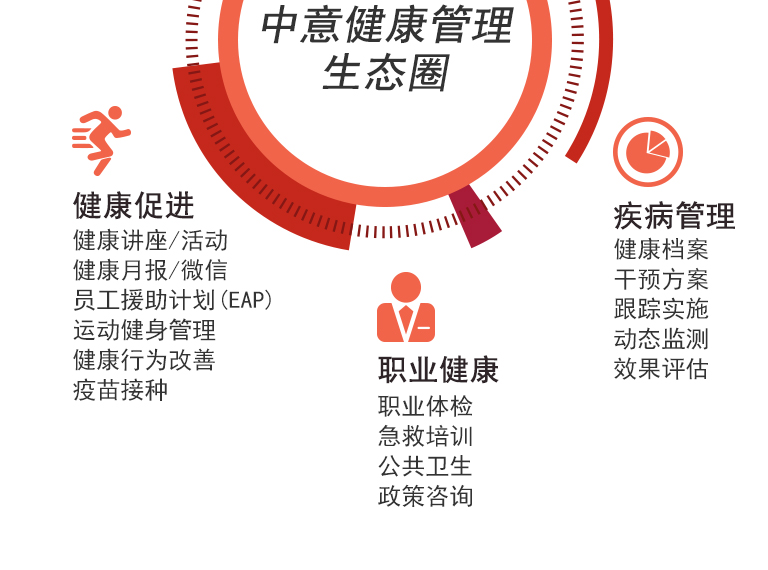 中意健康管理
生态圈
健康促进
健康讲座/活动
健康月报/微信
员工援助计划(EAP)
运动健身管理
健康行为改善
疫苗接种
职业健康
职业体检
急救培训
公共卫生
政策咨询
疾病管理
健康档案
干预方案
跟踪实施
动态监测
效果评估